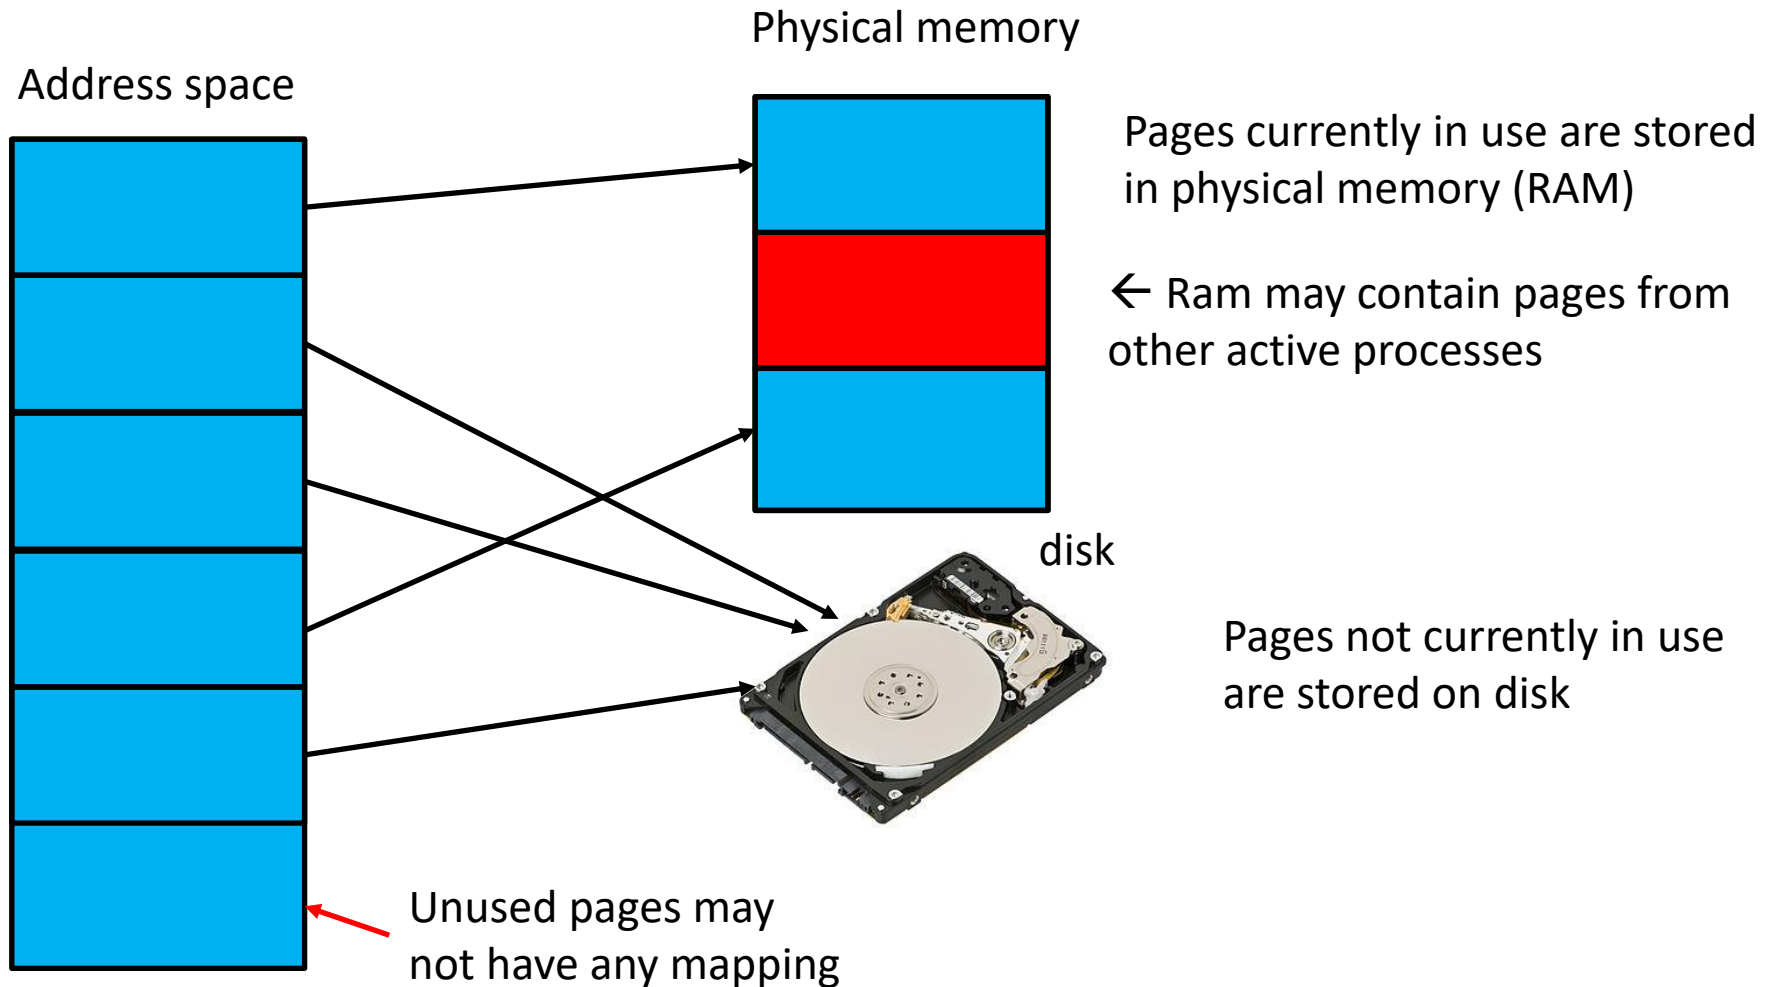 Physical memory
Address space
Pages currently in use are stored
in physical memory (RAM)
← Ram may contain pages from
other active processes
disk
Pages not currently in use
are stored on disk
Unused pages may
not have any mapping